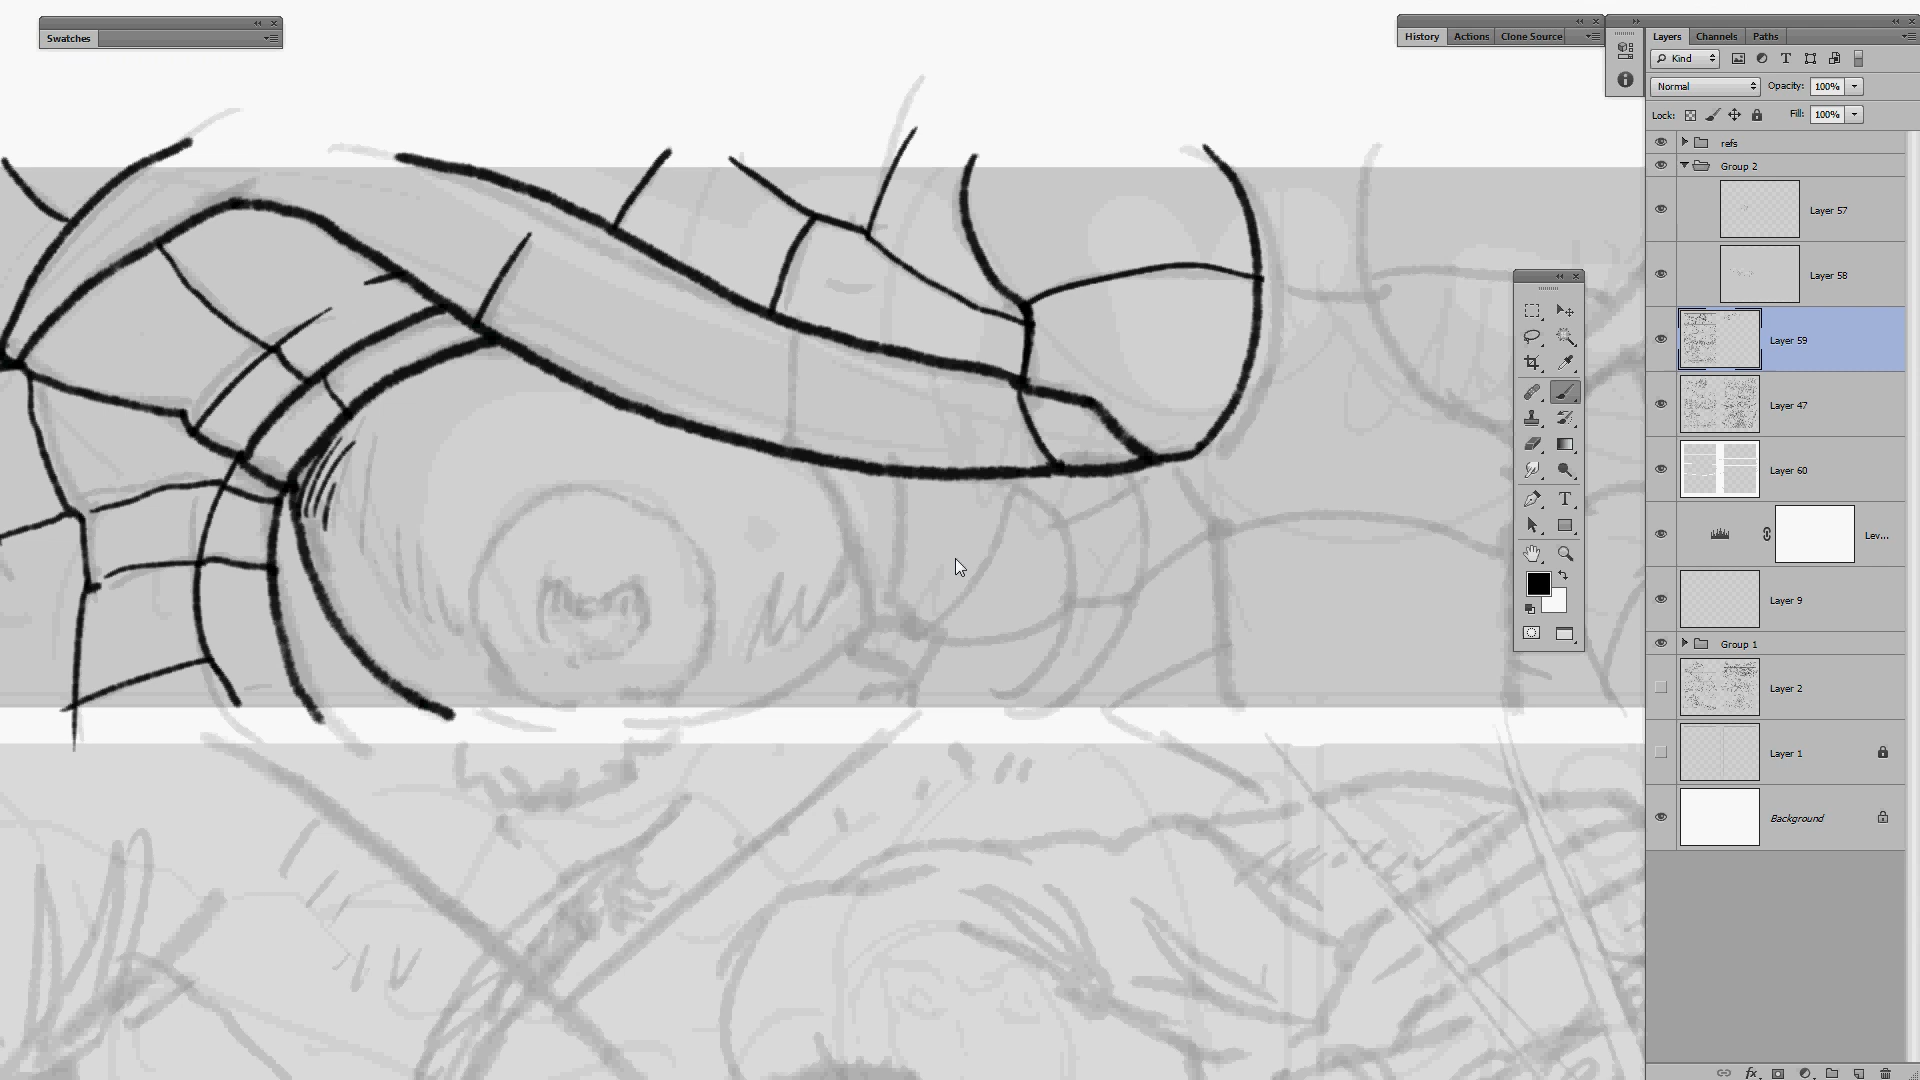 Swatches
History Actions Clone Source
Layers Channels Paths
Kind
Normal Opacity: 100%
Lock: Fill: 100%
refs
Group 2
Layer 57
Layer 58
Layer 59
Layer 47
Layer 60
Lev...
Layer 9
Group 1
Layer 2
Layer 1
Background